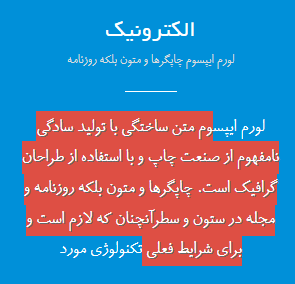 الکترونیک
لورم ایپسوم چاپگرها و متون بلکه روزنامه
لورم ایپسوم متن ساختگی با تولید سادگی
نامفهوم از صنعت چاپ و با استفاده از طراحان
گرافیک است. چاپگرها و متون بلکه روزنامه و
مجله در ستون و سطرآنچنان که لازم است و
برای شرایط فعلی تکنولوژی مورد